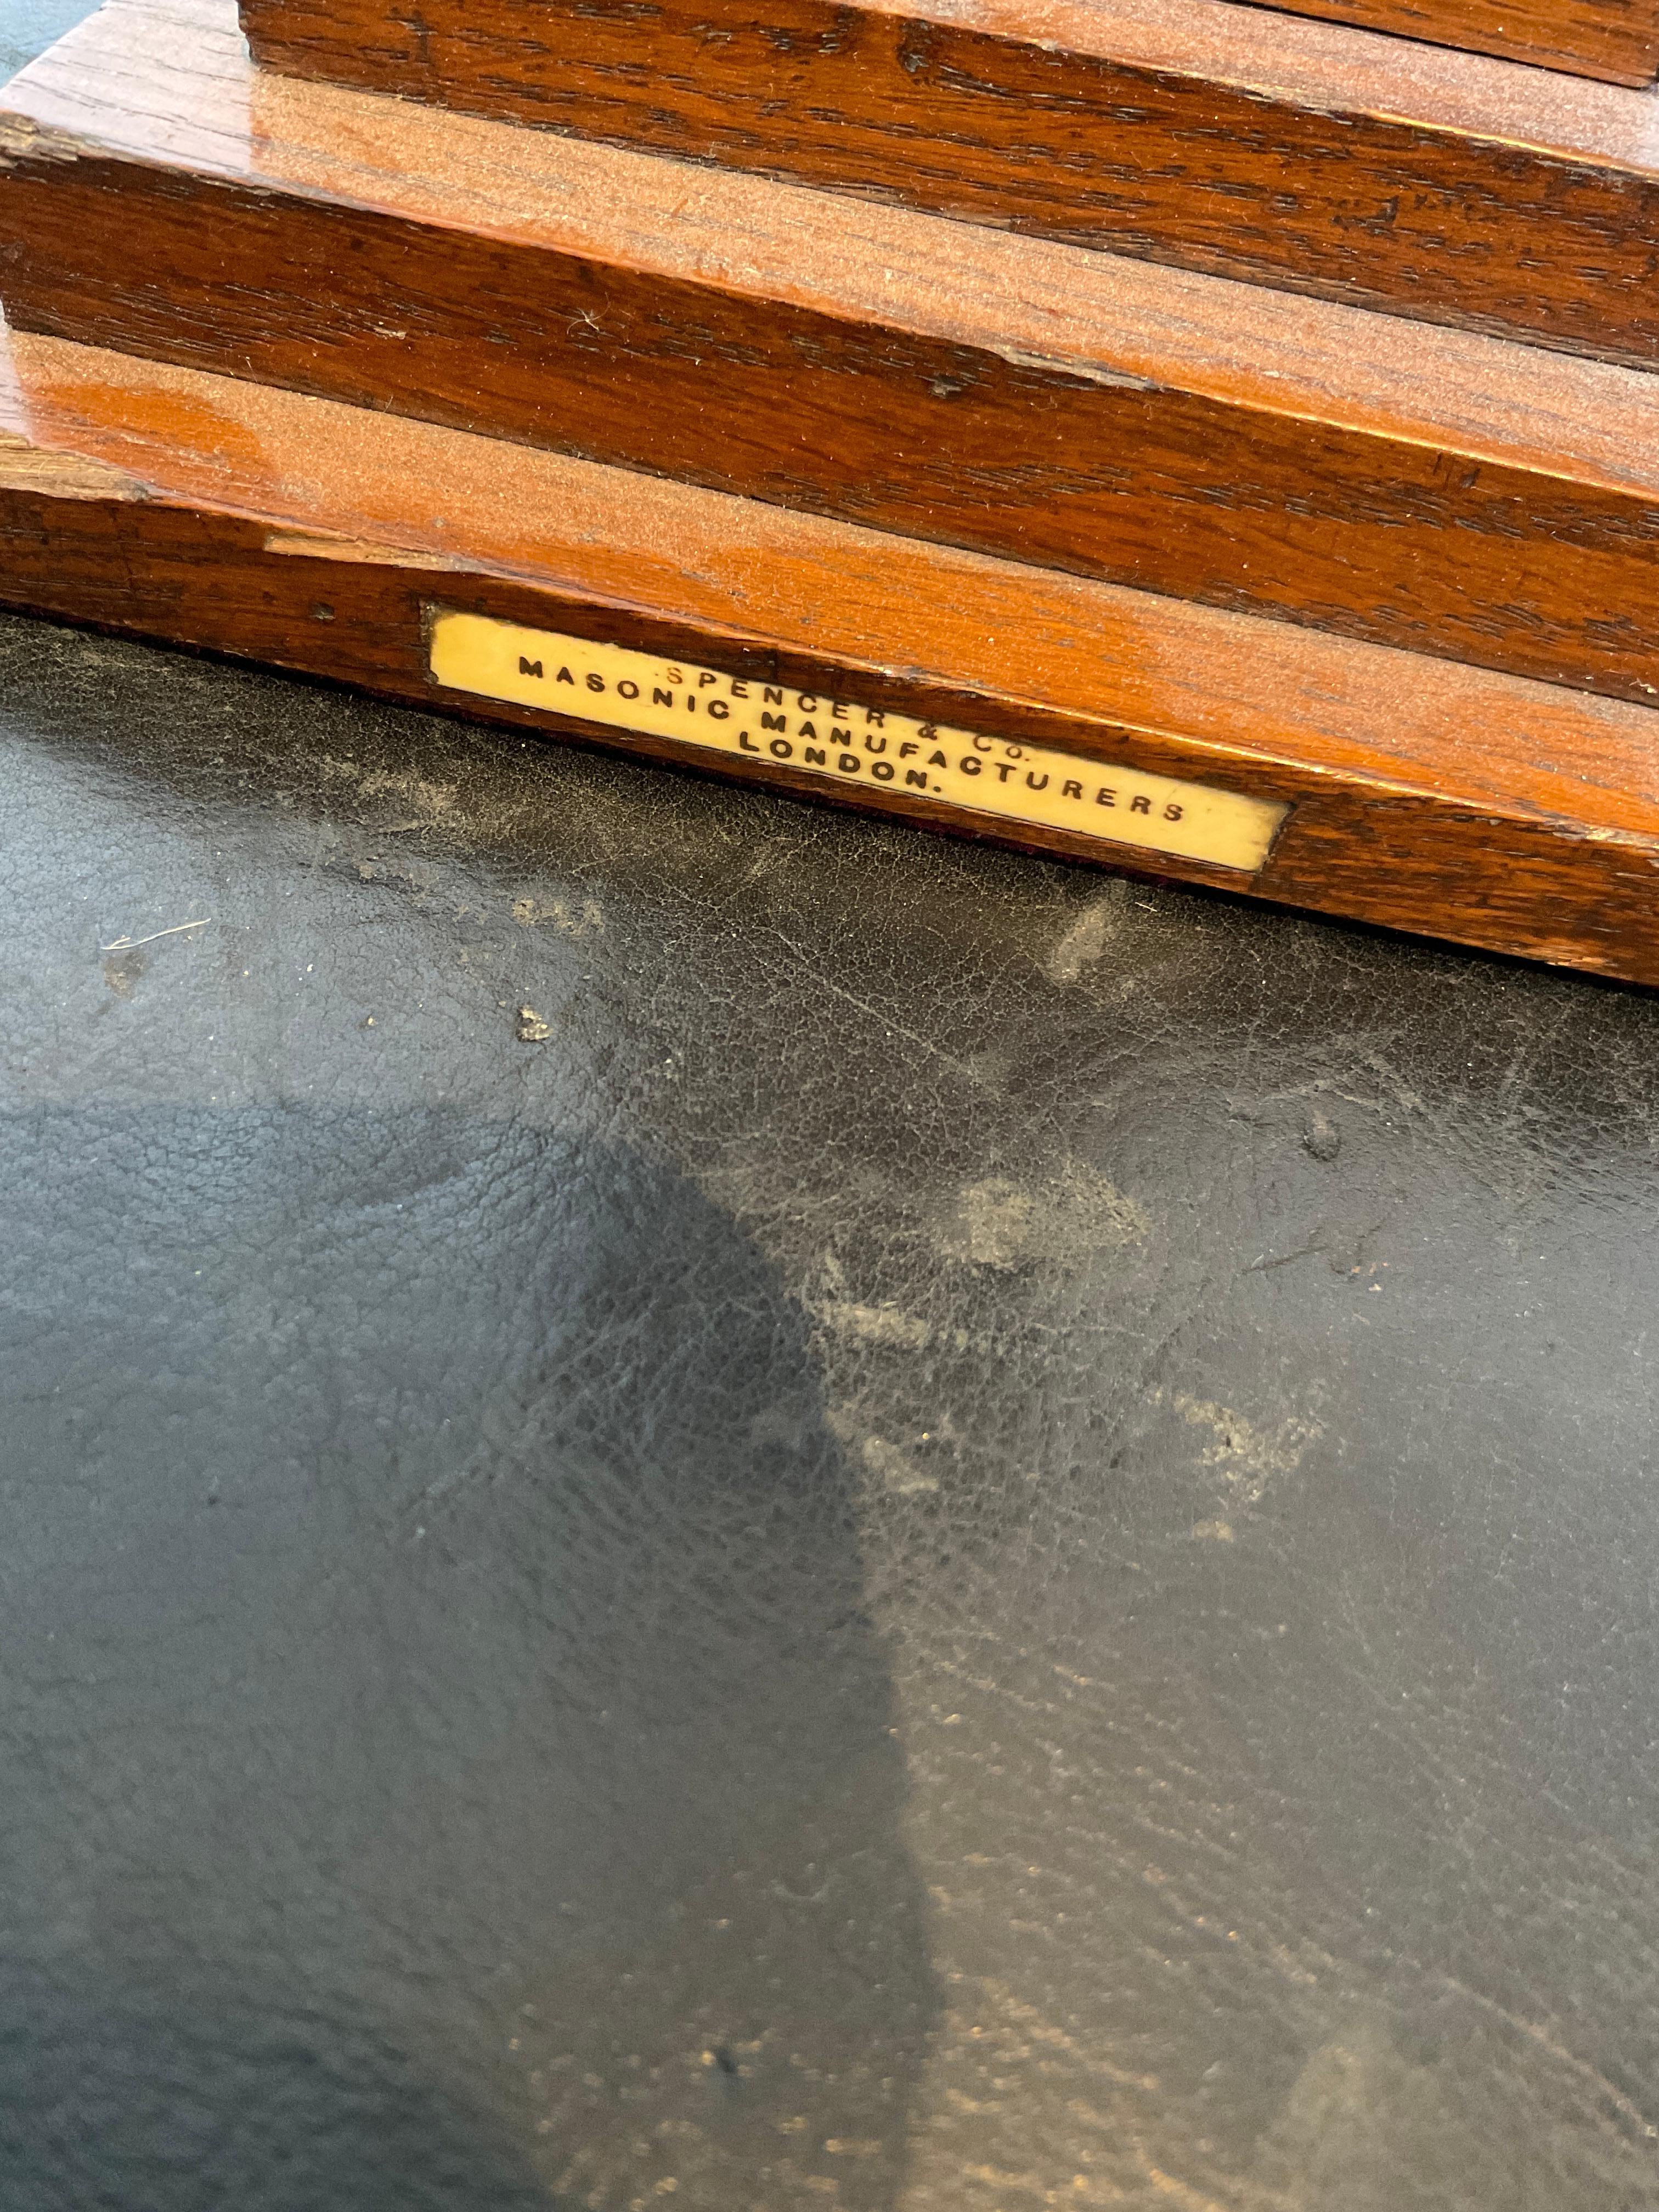 SPENCER & Co.
MASONIC MANUFACTURERS
LONDON.